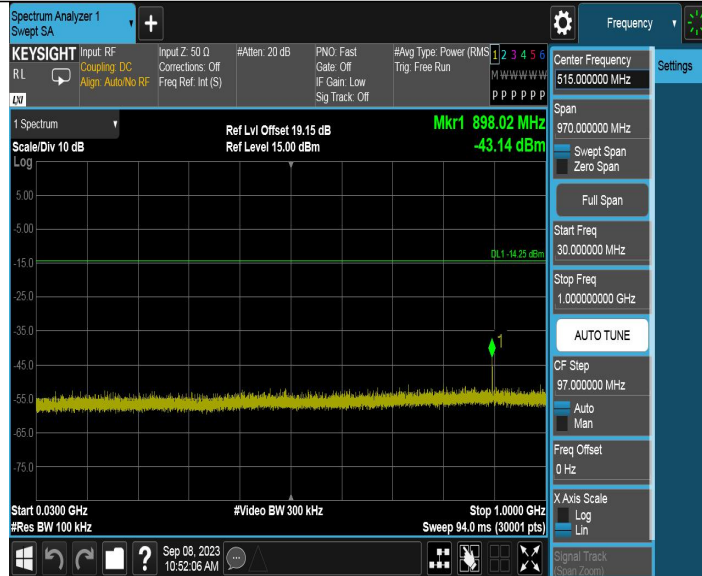 Spectrum Analyzer 1
Swept SA
Frequency
KEYSIGHT
R L
LXI
Input: RF
Coupling: DC
Align: Auto/No RF
Input Z: 50 Ω
Corrections: Off
Freq Ref: Int (S)
#Atten: 20 dB
PNO: Fast
Gate: Off
IF Gain: Low
Sig Track: Off
#Avg Type: Power (RMS
Trig: Free Run
1 2 3 4 5 6
M W W W W W
P P P P P P
1 Spectrum
Scale/Div 10 dB
Ref Lvl Offset 19.15 dB
Ref Level 15.00 dBm
Mkr1 898.02 MHz
-43.14 dBm
Log
5.00
-5.00
-15.0
DL1 -14.25 dBm
-25.0
-35.0
1
-45.0
-55.0
-65.0
-75.0
Start 0.0300 GHz
#Res BW 100 kHz
#Video BW 300 kHz
Stop 1.0000 GHz
Sweep 94.0 ms (30001 pts)
?
Sep 08, 2023
10:52:06 AM
Settings
Center Frequency
515.000000 MHz
Span
970.000000 MHz
Swept Span
Zero Span
Full Span
Start Freq
30.000000 MHz
Stop Freq
1.000000000 GHz
AUTO TUNE
CF Step
97.000000 MHz
Auto
Man
Freq Offset
0 Hz
X Axis Scale
Log
Lin
Signal Track
(Span Zoom)